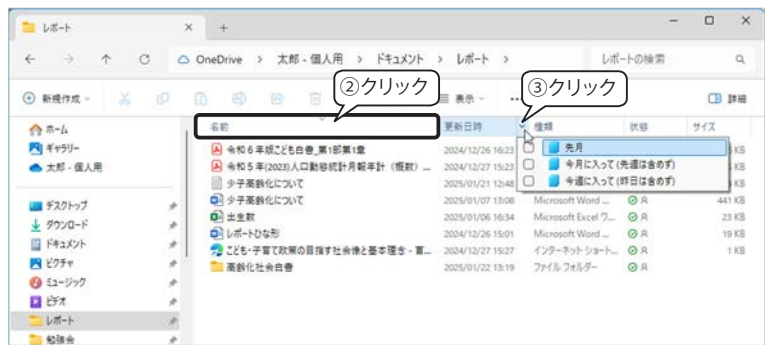 レポート
OneDrive > 太郎 - 個人用 > ドキュメント > レポート >
レポートの検索
②クリック
③クリック
新規作成
表示
詳細
ホーム
ギャラリー
太郎 - 個人用
デスクトップ
ダウンロード
ドキュメント
ピクチャ
ミュージック
ビデオ
レポート
勉強会
名前 更新日時 種類 状態 サイズ
令和6年版こども白書_第1部第1章 2024/12/26 16:23 KB
令和5年(2023)人口動態統計月報年計（概数）... 2024/12/27 15:23 KB
少子高齢化について 2025/01/21 12:48 KB
少子高齢化について 2025/01/07 13:08 Microsoft Word ... 441 KB
出生数 2025/01/06 16:34 Microsoft Excel ワ... 23 KB
レポートひな形 2024/12/26 15:01 Microsoft Word ... 19 KB
こども・子育て政策の目指す社会像と基本理念 - 首... 2024/12/27 15:27 インターネット ショート... 1 KB
高齢化社会白書 2025/01/22 13:19 ファイル フォルダー
先月
今月に入って (先週は含めず)
今週に入って (昨日は含めず)